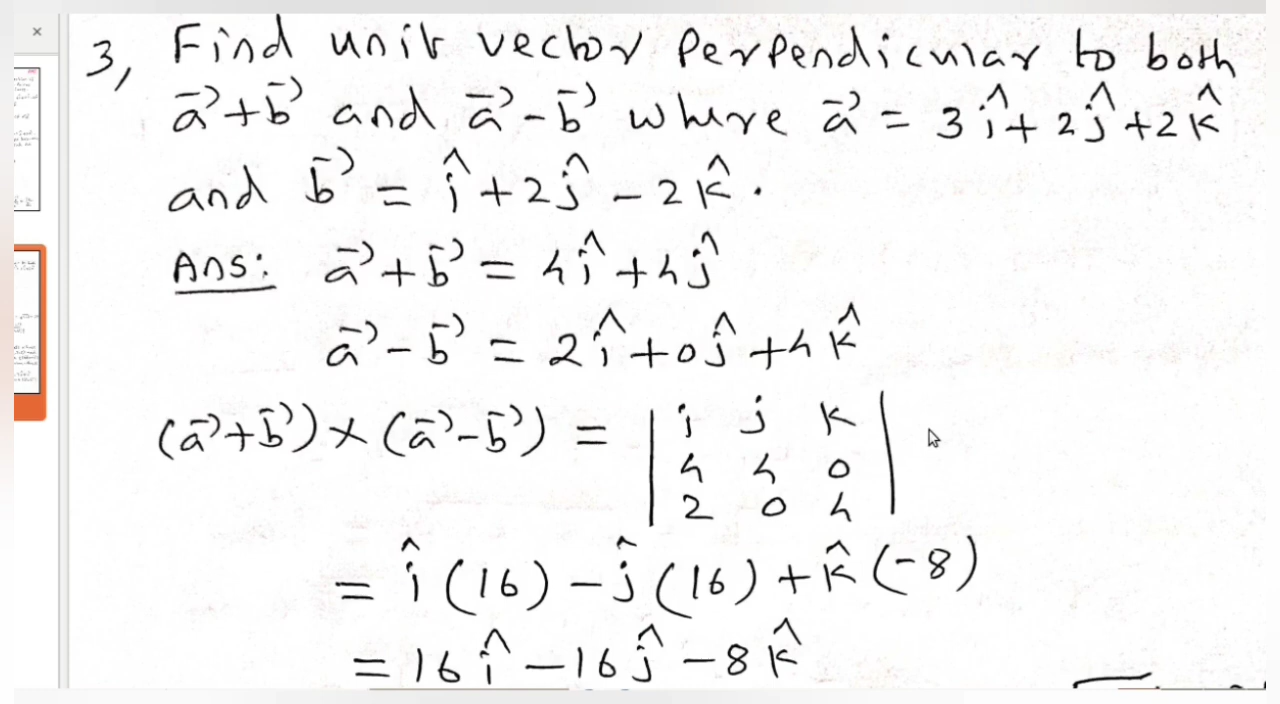 3, Find unit vector Perpendicular to both
a⃗+b⃗ and a⃗-b⃗ where a⃗ = 3î+2ĵ+2k̂
and b⃗ = î+2ĵ-2k̂.
Ans: a⃗+b⃗ = 4î+4ĵ
a⃗-b⃗ = 2î+0ĵ+4k̂
(a⃗+b⃗)×(a⃗-b⃗) = | i j k |
| 4 4 0 |
| 2 0 4 |
= î(16)-ĵ(16)+k̂(-8)
= 16î-16ĵ-8k̂